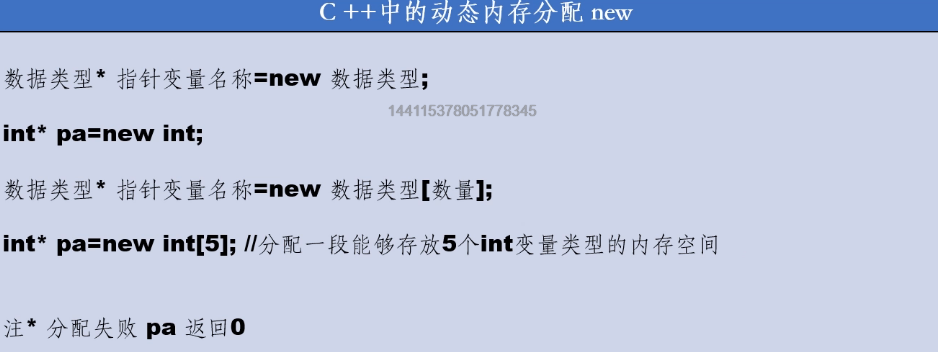 C ++中的动态内存分配 new
数据类型* 指针变量名称=new 数据类型;
144115378051778345
int* pa=new int;
数据类型* 指针变量名称=new 数据类型[数量];
int* pa=new int[5]; //分配一段能够存放5个int变量类型的内存空间
注* 分配失败 pa 返回0